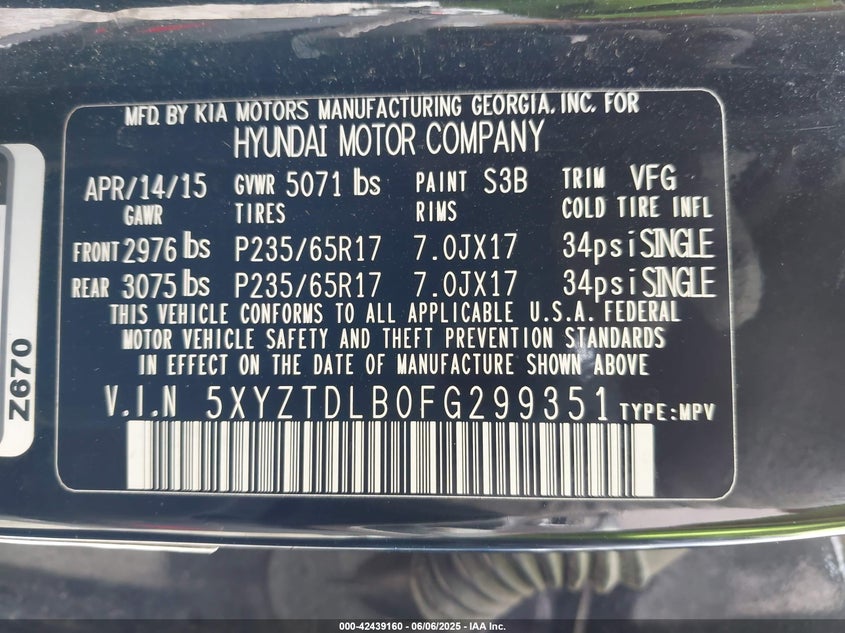 MFD. BY KIA MOTORS MANUFACTURING GEORGIA, INC. FOR
HYUNDAI MOTOR COMPANY
APR/14/15 GVWR 5071 lbs PAINT S3B TRIM VFG
GAWR TIRES RIMS COLD TIRE INFL
FRONT 2976 lbs P235/65R17 7.0JX17 34psi SINGLE
REAR 3075 lbs P235/65R17 7.0JX17 34psi SINGLE
THIS VEHICLE CONFORMS TO ALL APPLICABLE U.S.A. FEDERAL
MOTOR VEHICLE SAFETY AND THEFT PREVENTION STANDARDS
IN EFFECT ON THE DATE OF MANUFACTURE SHOWN ABOVE
V.I.N 5XYZTDLB0FG299351 TYPE:MPV
Z670
000-42439160 - 06/06/2025 - IAA Inc.